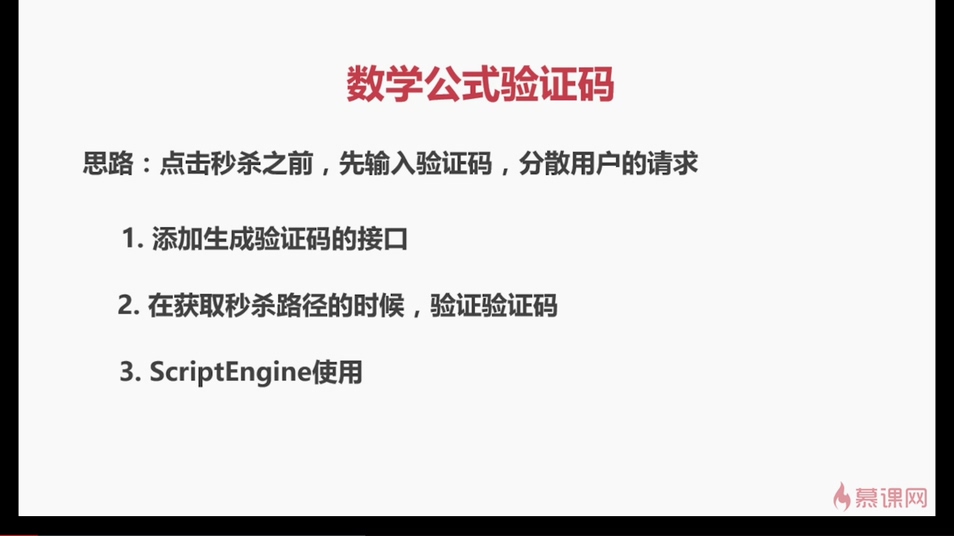 数学公式验证码
思路：点击秒杀之前，先输入验证码，分散用户的请求
1. 添加生成验证码的接口
2. 在获取秒杀路径的时候，验证验证码
3. ScriptEngine使用
慕课网